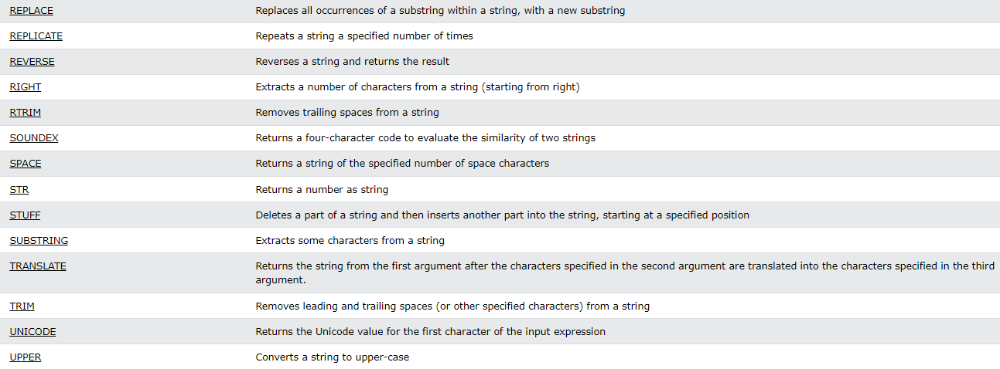 REPLACE Replaces all occurrences of a substring within a string, with a new substring
REPLICATE Repeats a string a specified number of times
REVERSE Reverses a string and returns the result
RIGHT Extracts a number of characters from a string (starting from right)
RTRIM Removes trailing spaces from a string
SOUNDEX Returns a four-character code to evaluate the similarity of two strings
SPACE Returns a string of the specified number of space characters
STR Returns a number as string
STUFF Deletes a part of a string and then inserts another part into the string, starting at a specified position
SUBSTRING Extracts some characters from a string
TRANSLATE Returns the string from the first argument after the characters specified in the second argument are translated into the characters specified in the third
argument.
TRIM Removes leading and trailing spaces (or other specified characters) from a string
UNICODE Returns the Unicode value for the first character of the input expression
UPPER Converts a string to upper-case